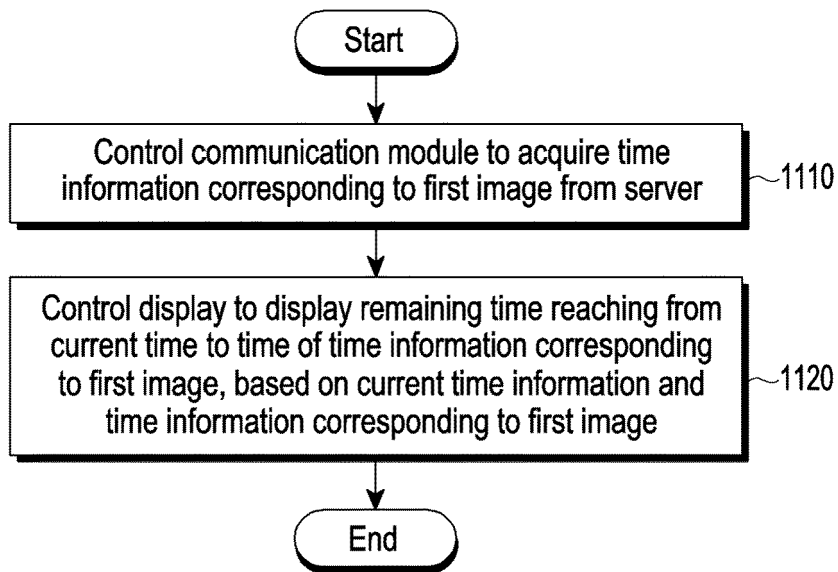 Start
Control communication module to acquire time
information corresponding to first image from server
1110
Control display to display remaining time reaching from
current time to time of time information corresponding
to first image, based on current time information and
time information corresponding to first image
1120
End